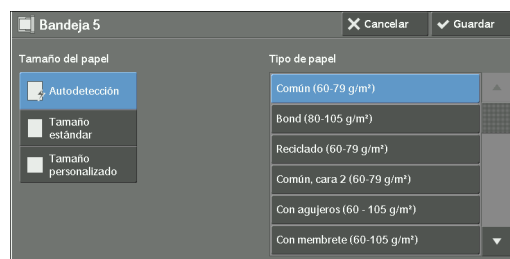 Bandeja 5
Cancelar
Guardar
Tamaño del papel
Tipo de papel
Autodetección
Tamaño
estándar
Tamaño
personalizado
Común (60-79 g/m²)
Bond (80-105 g/m²)
Reciclado (60-79 g/m²)
Común, cara 2 (60-79 g/m²)
Con agujeros (60 - 105 g/m²)
Con membrete (60-105 g/m²)